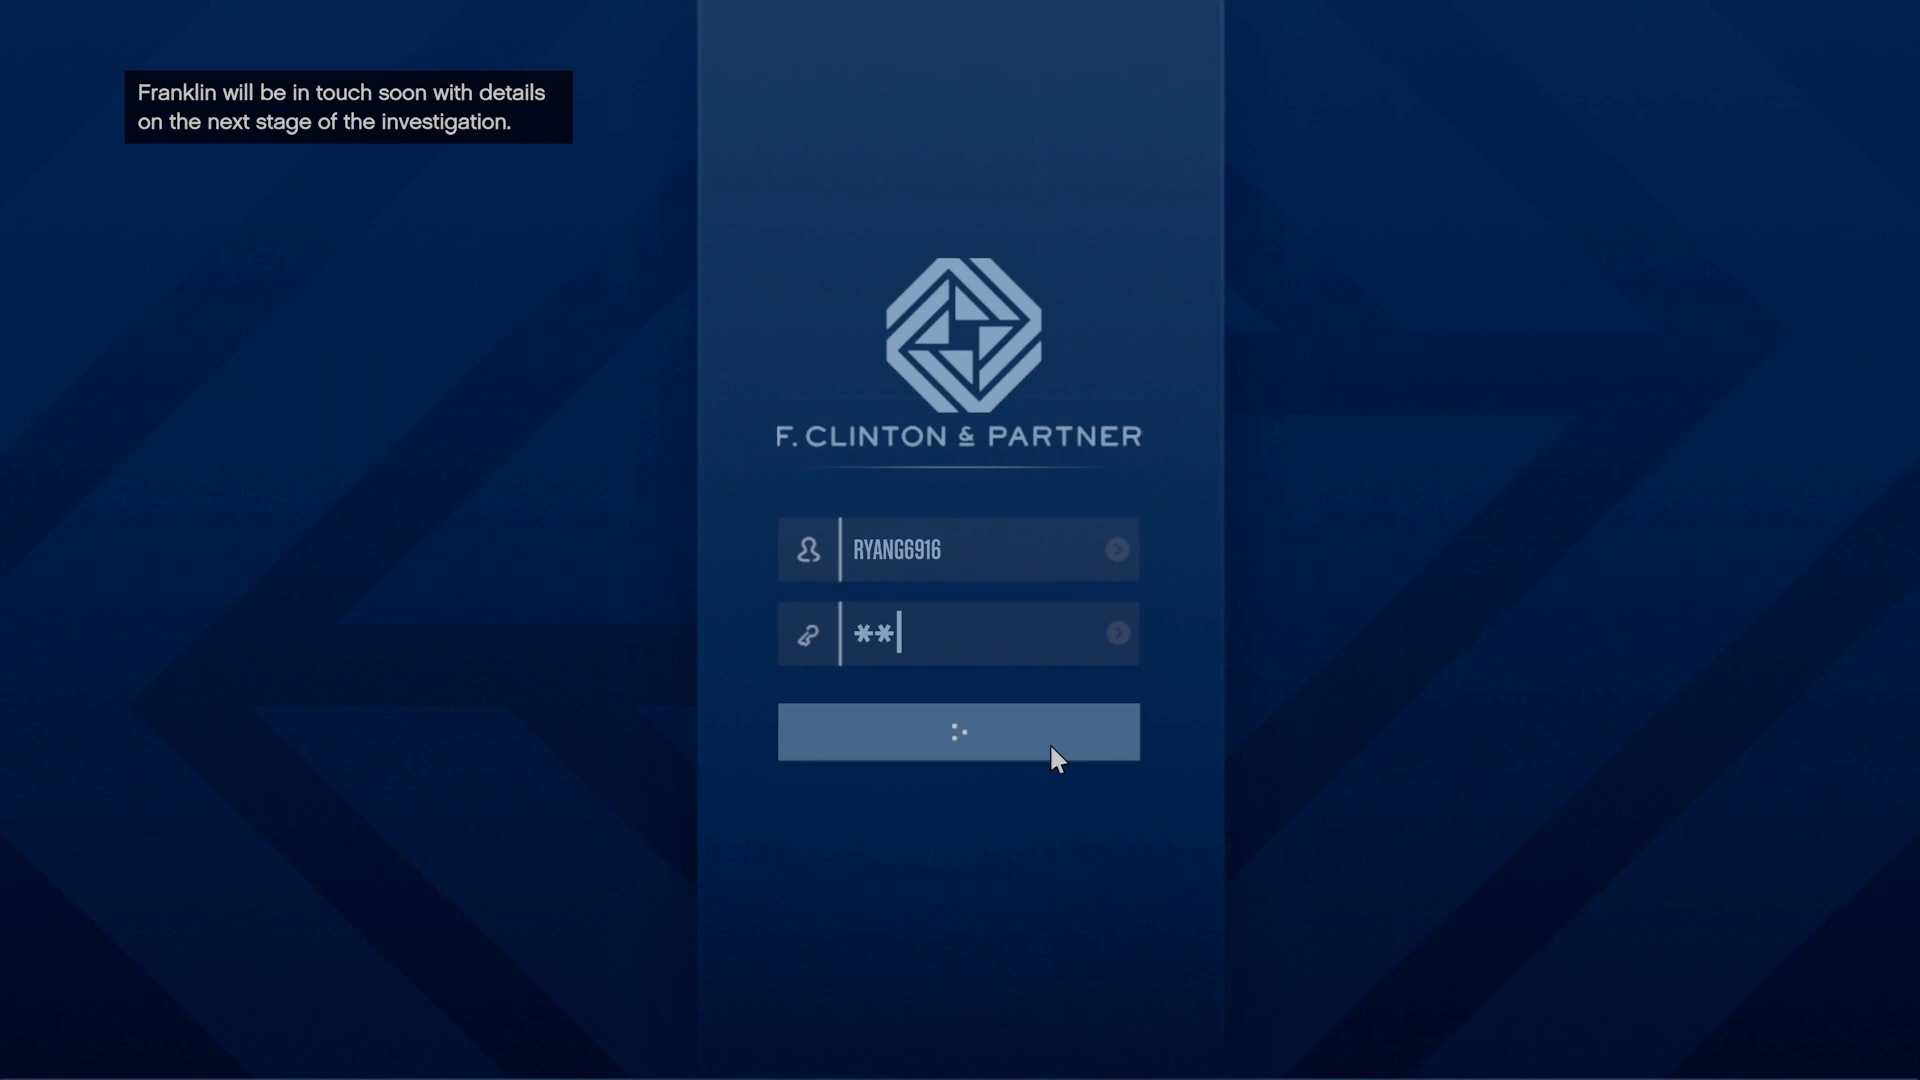 Franklin will be in touch soon with details
on the next stage of the investigation.
F. CLINTON & PARTNER
RYANG6916
**